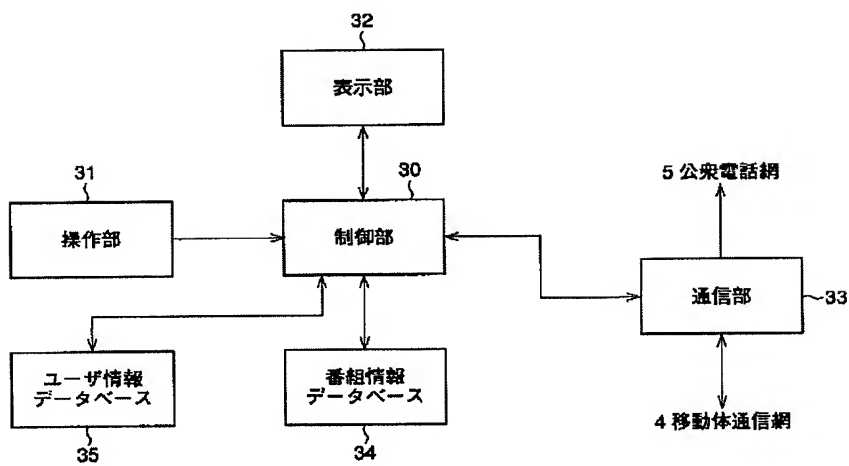 32
表示部
31
30
5 公衆電話網
操作部
制御部
通信部
33
ユーザ情報
データベース
番組情報
データベース
4 移動体通信網
35
34